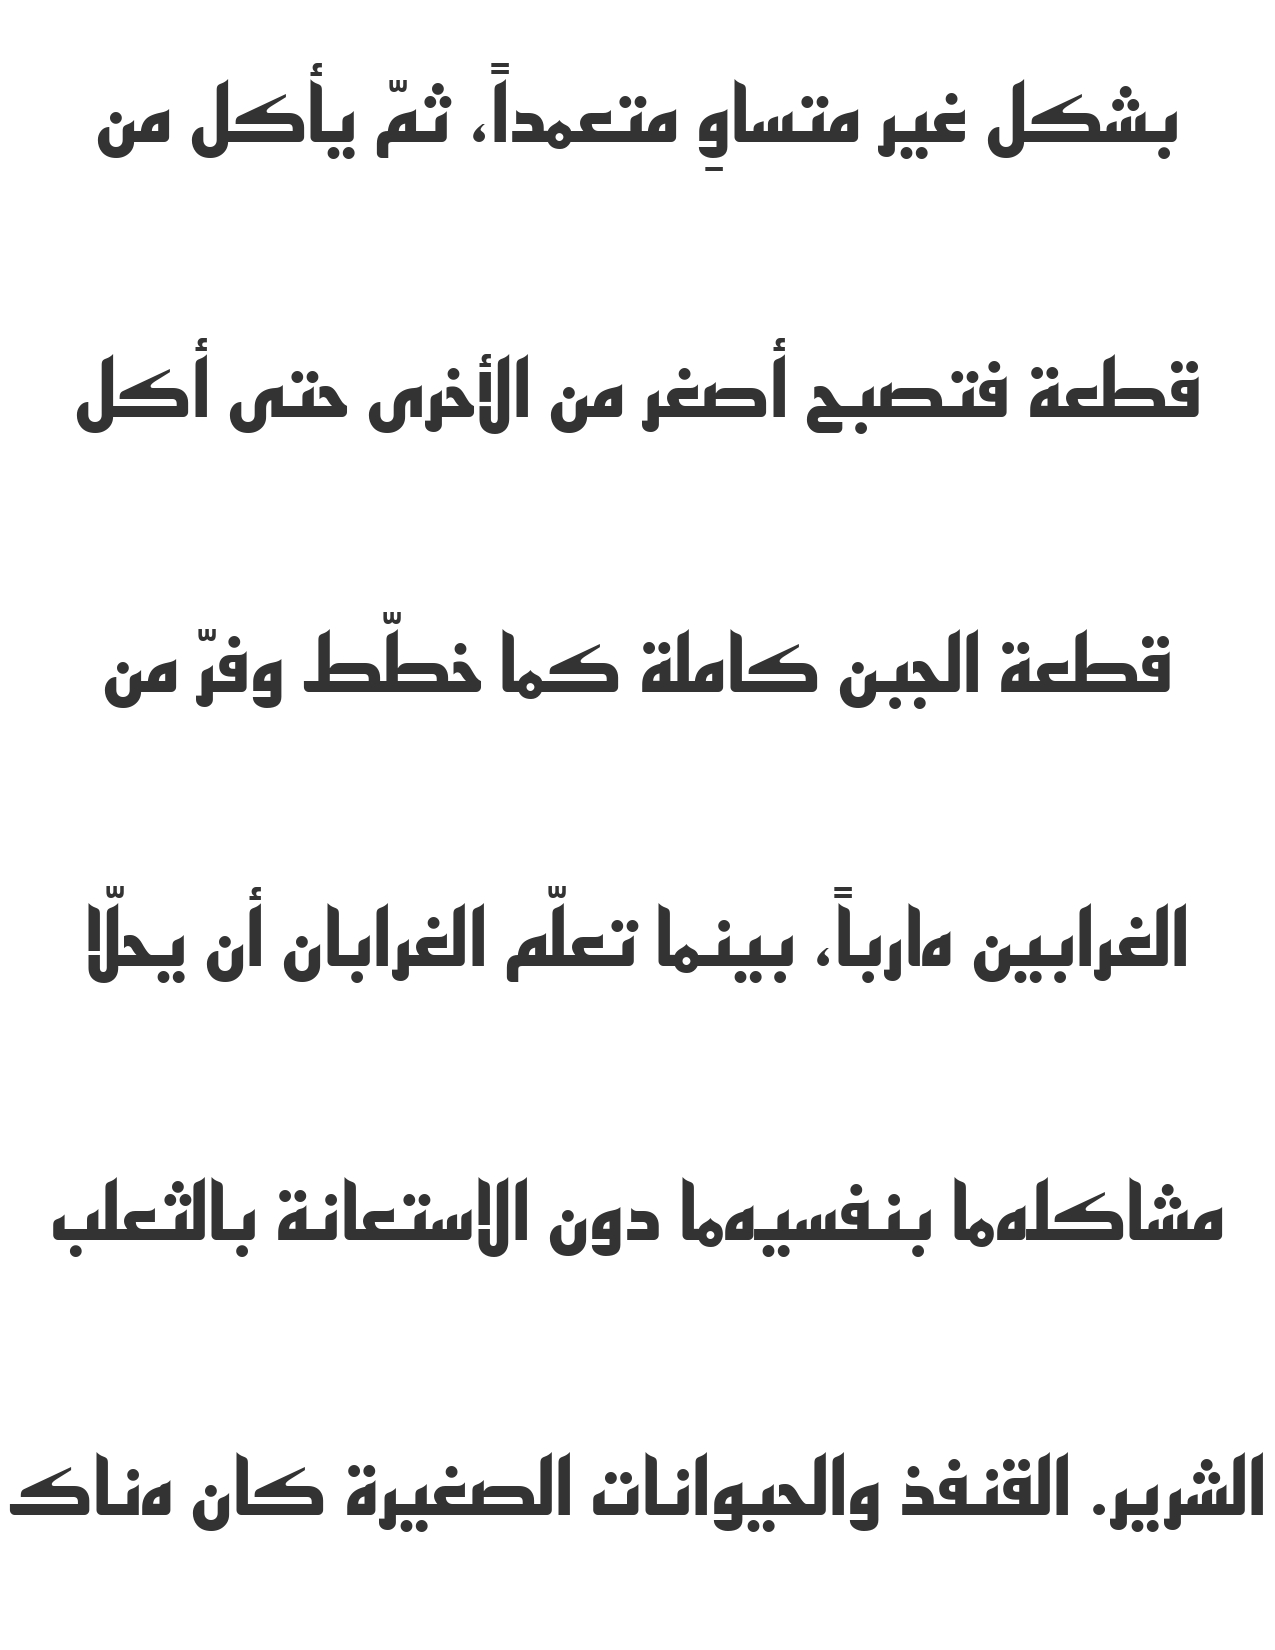 بشكل غير متساوِ متعمداً، ثمّ يأكل من
قطعة فتصبح أصغر من الأخرى حتى أكل
قطعة الجبن كاملة كما خطّط وفرّ من
الغرابين هارباً، بينما تعلّم الغرابان أن يحلّا
مشاكلهما بنفسيهما دون الاستعانة بالثعلب
الشرير. القنفذ والحيوانات الصغيرة كان هناك